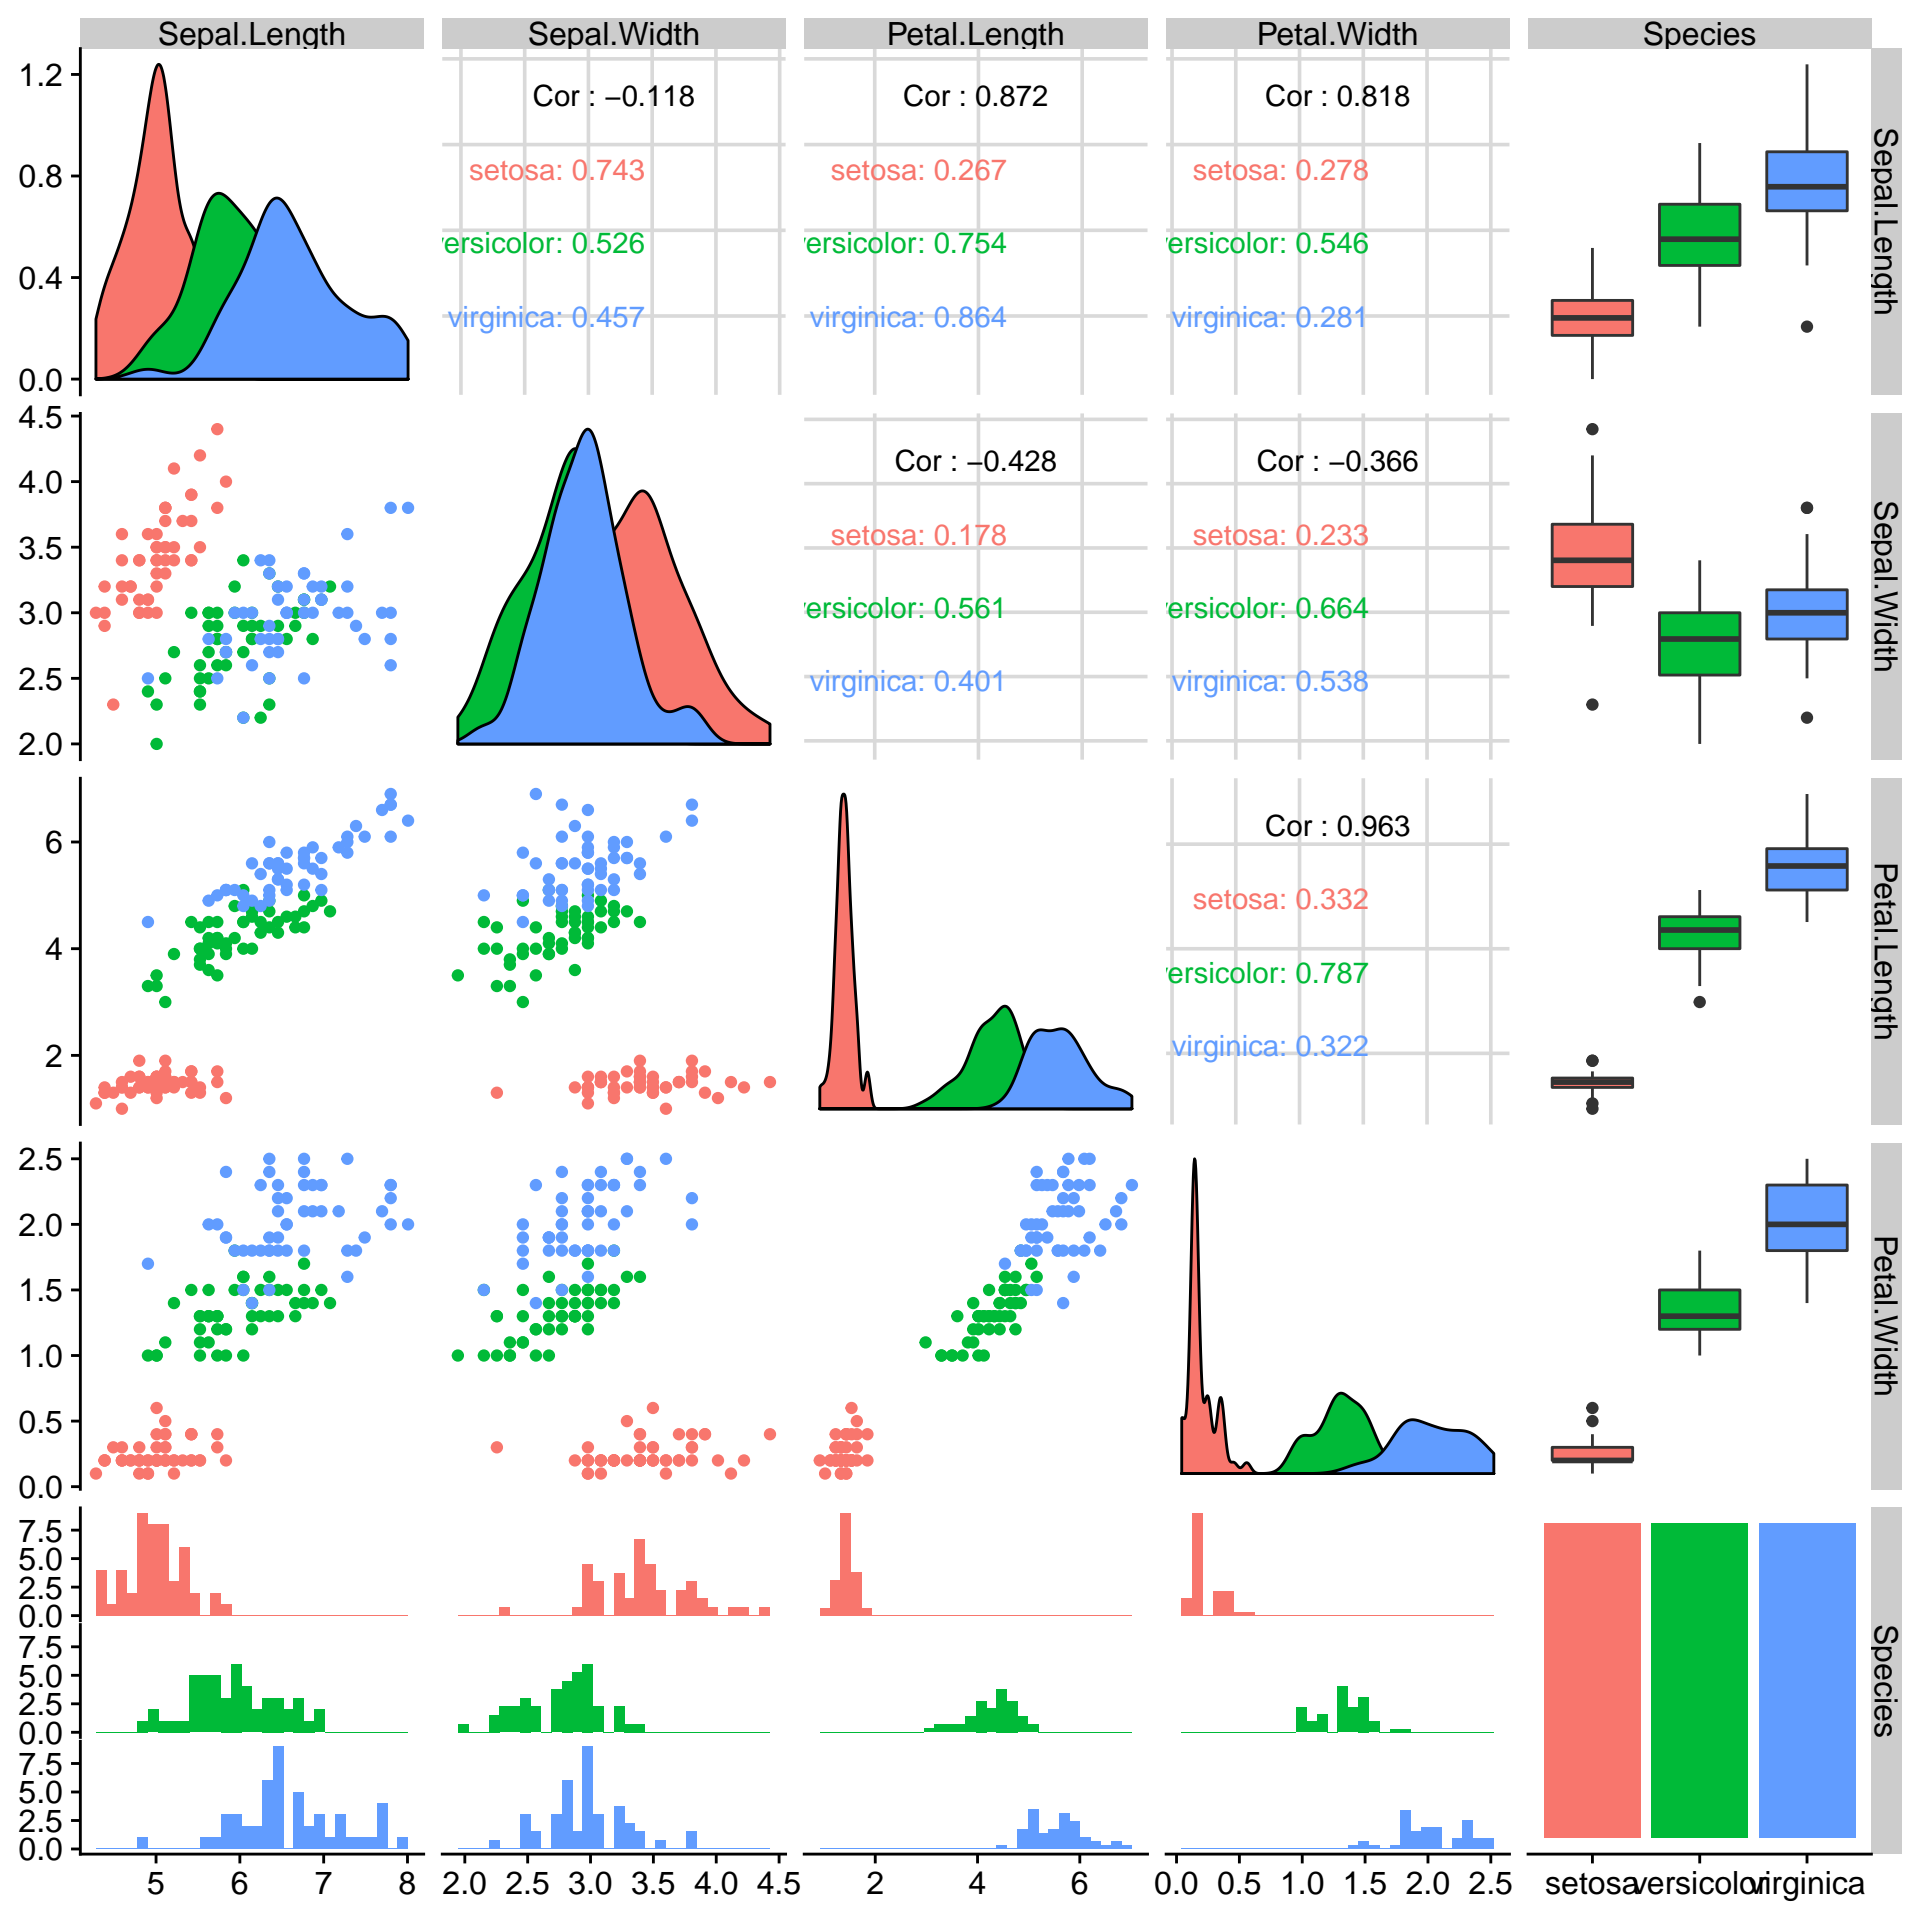 Sepal.Length Sepal.Width Petal.Length Petal.Width Species
1.2
0.8
0.4
0.0
Cor : −0.118
setosa: 0.743
ersicolor: 0.526
virginica: 0.457
Cor : 0.872
setosa: 0.267
ersicolor: 0.754
virginica: 0.864
Cor : 0.818
setosa: 0.278
ersicolor: 0.546
virginica: 0.281
Sepal.Length
4.5
4.0
3.5
3.0
2.5
2.0
Cor : −0.428
setosa: 0.178
ersicolor: 0.561
virginica: 0.401
Cor : −0.366
setosa: 0.233
ersicolor: 0.664
virginica: 0.538
Sepal.Width
6
4
2
Cor : 0.963
setosa: 0.332
ersicolor: 0.787
virginica: 0.322
Petal.Length
2.5
2.0
1.5
1.0
0.5
0.0
Petal.Width
7.5
5.0
2.5
0.0
7.5
5.0
2.5
0.0
7.5
5.0
2.5
0.0
Species
5 6 7 8
2.0 2.5 3.0 3.5 4.0 4.5
2 4 6
0.0 0.5 1.0 1.5 2.0 2.5
setosa versicolor virginica